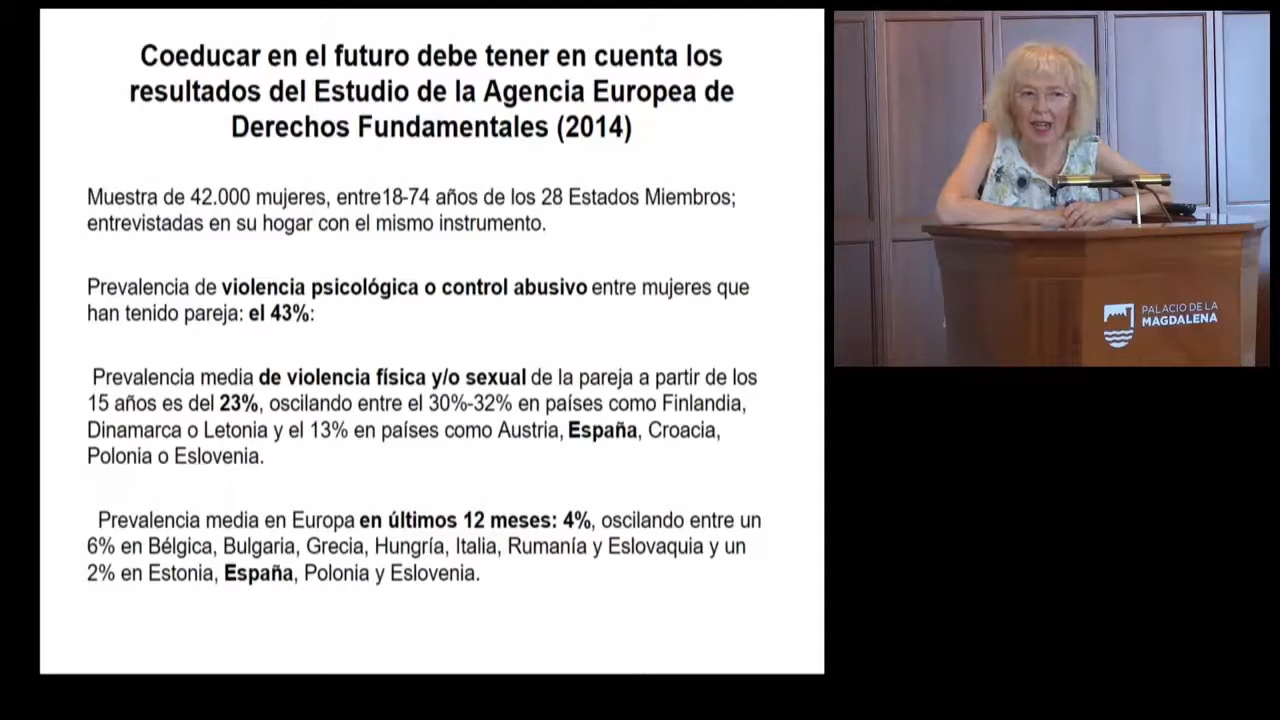 Coeducar en el futuro debe tener en cuenta los
resultados del Estudio de la Agencia Europea de
Derechos Fundamentales (2014)
Muestra de 42.000 mujeres, entre18-74 años de los 28 Estados Miembros;
entrevistadas en su hogar con el mismo instrumento.
Prevalencia de violencia psicológica o control abusivo entre mujeres que
han tenido pareja: el 43%:
Prevalencia media de violencia física y/o sexual de la pareja a partir de los
15 años es del 23%, oscilando entre el 30%-32% en países como Finlandia,
Dinamarca o Letonia y el 13% en países como Austria, España, Croacia,
Polonia o Eslovenia.
Prevalencia media en Europa en últimos 12 meses: 4%, oscilando entre un
6% en Bélgica, Bulgaria, Grecia, Hungría, Italia, Rumanía y Eslovaquia y un
2% en Estonia, España, Polonia y Eslovenia.
PALACIO DE LA
MAGDALENA